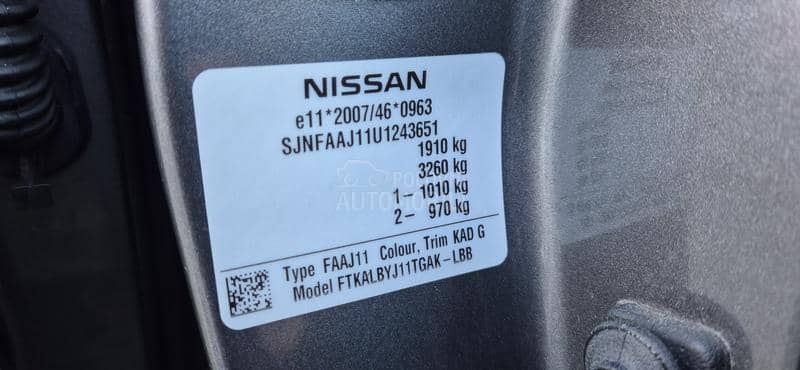 NISSAN
e11*2007/46*0963
SJNFAAJ11U1243651
1910 kg
3260 kg
1– 1010 kg
2– 970 kg
Type FAAJ11 Colour, Trim KAD G
Model FTKALBYJ11TGAK–LBB